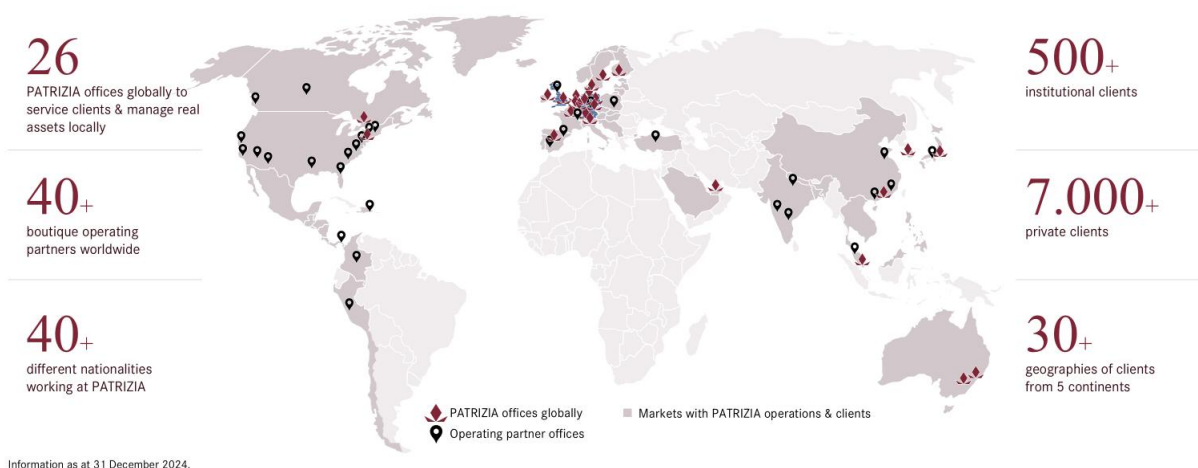 26
PATRIZIA offices globally to
service clients & manage real
assets locally
40+
boutique operating
partners worldwide
40+
different nationalities
working at PATRIZIA
500+
institutional clients
7.000+
private clients
30+
geographies of clients
from 5 continents
PATRIZIA offices globally
Operating partner offices
Markets with PATRIZIA operations & clients
Information as at 31 December 2024.